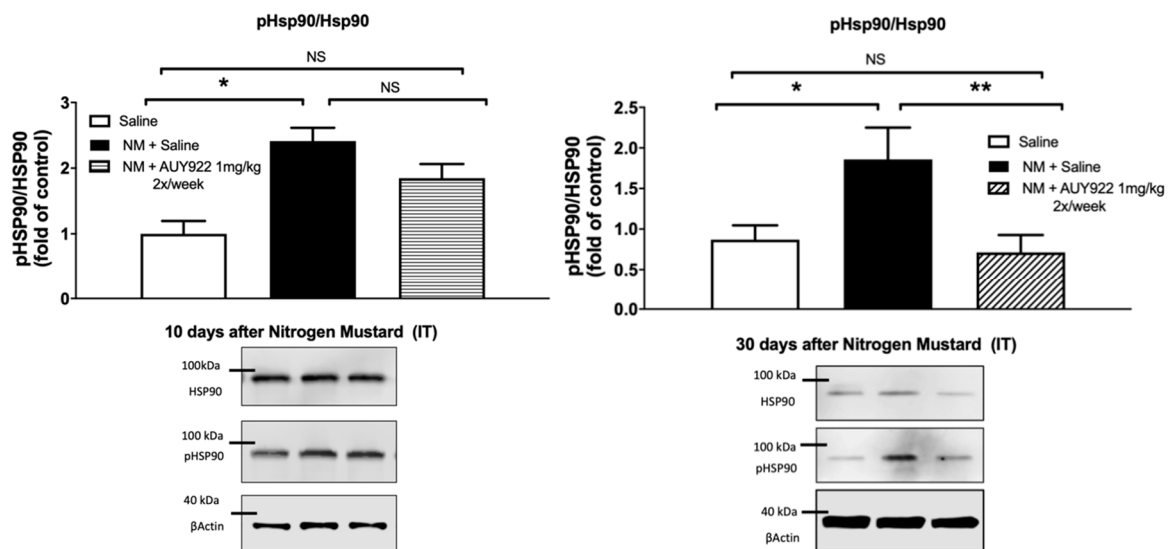 pHsp90/Hsp90
NS
*
NS
pHSP90/HSP90
(fold of control)
3
2
1
0
Saline
NM + Saline
NM + AUY922 1mg/kg
2x/week
10 days after Nitrogen Mustard (IT)
100kDa
HSP90
100 kDa
pHSP90
40 kDa
βActin
pHsp90/Hsp90
NS
*
**
pHSP90/HSP90
(fold of control)
2.5
2.0
1.5
1.0
0.5
0.0
Saline
NM + Saline
NM + AUY922 1mg/kg
2x/week
30 days after Nitrogen Mustard (IT)
100 kDa
HSP90
100 kDa
pHSP90
40 kDa
βActin